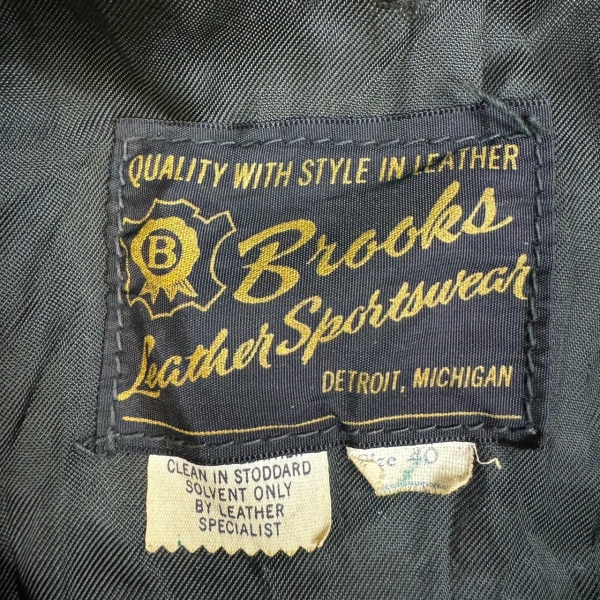 QUALITY WITH STYLE IN LEATHER
B
Brooks
Leather Sportswear
DETROIT, MICHIGAN
Size 40
CLEAN IN STODDARD
SOLVENT ONLY
BY LEATHER
SPECIALIST